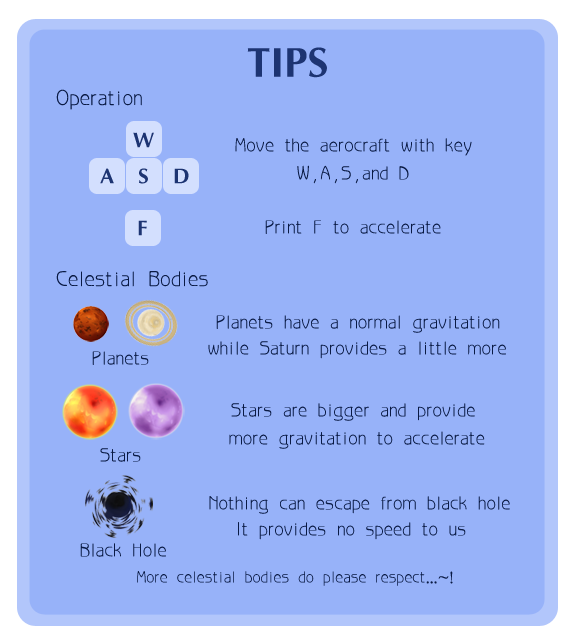 TIPS
Operation
W
A S D
Move the aerocraft with key
W,A,S,and D
F
Print F to accelerate
Celestial Bodies
Planets have a normal gravitation
while Saturn provides a little more
Planets
Stars are bigger and provide
more gravitation to accelerate
Stars
Nothing can escape from black hole
It provides no speed to us
Black Hole
More celestial bodies do please respect...~!